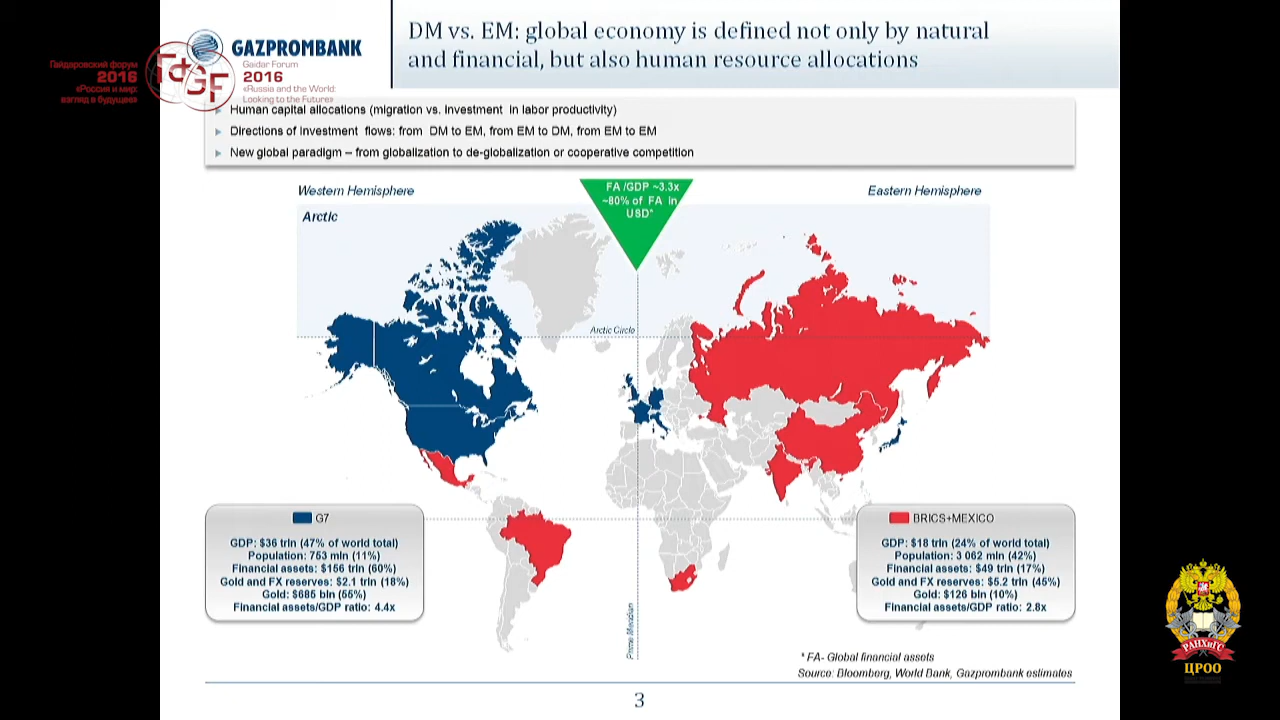 DM vs. EM: global economy is defined not only by natural
and financial, but also human resource allocations
GAZPROMBANK
Гайдаровский форум
2016
«Россия и мир:
взгляд в будущее»
Gaidar Forum
2016
«Russia and the World:
Looking to the Future»
Human capital allocations (migration vs. investment in labor productivity)
Directions of investment flows: from DM to EM, from EM to DM, from EM to EM
New global paradigm – from globalization to de-globalization or cooperative competition
Western Hemisphere
FA /GDP ~3.3x
~80% of FA in
USD*
Eastern Hemisphere
Arctic
Arctic Circle
G7
GDP: $36 trln (47% of world total)
Population: 753 mln (11%)
Financial assets: $156 trln (60%)
Gold and FX reserves: $2.1 trln (18%)
Gold: $685 bln (55%)
Financial assets/GDP ratio: 4.4x
BRICS+MEXICO
GDP: $18 trln (24% of world total)
Population: 3 062 mln (42%)
Financial assets: $49 trln (17%)
Gold and FX reserves: $5.2 trln (45%)
Gold: $126 bln (10%)
Financial assets/GDP ratio: 2.8x
Prime Meridian
* FA- Global financial assets
Source: Bloomberg, World Bank, Gazprombank estimates
3
РАНХиГС
ЦРОО